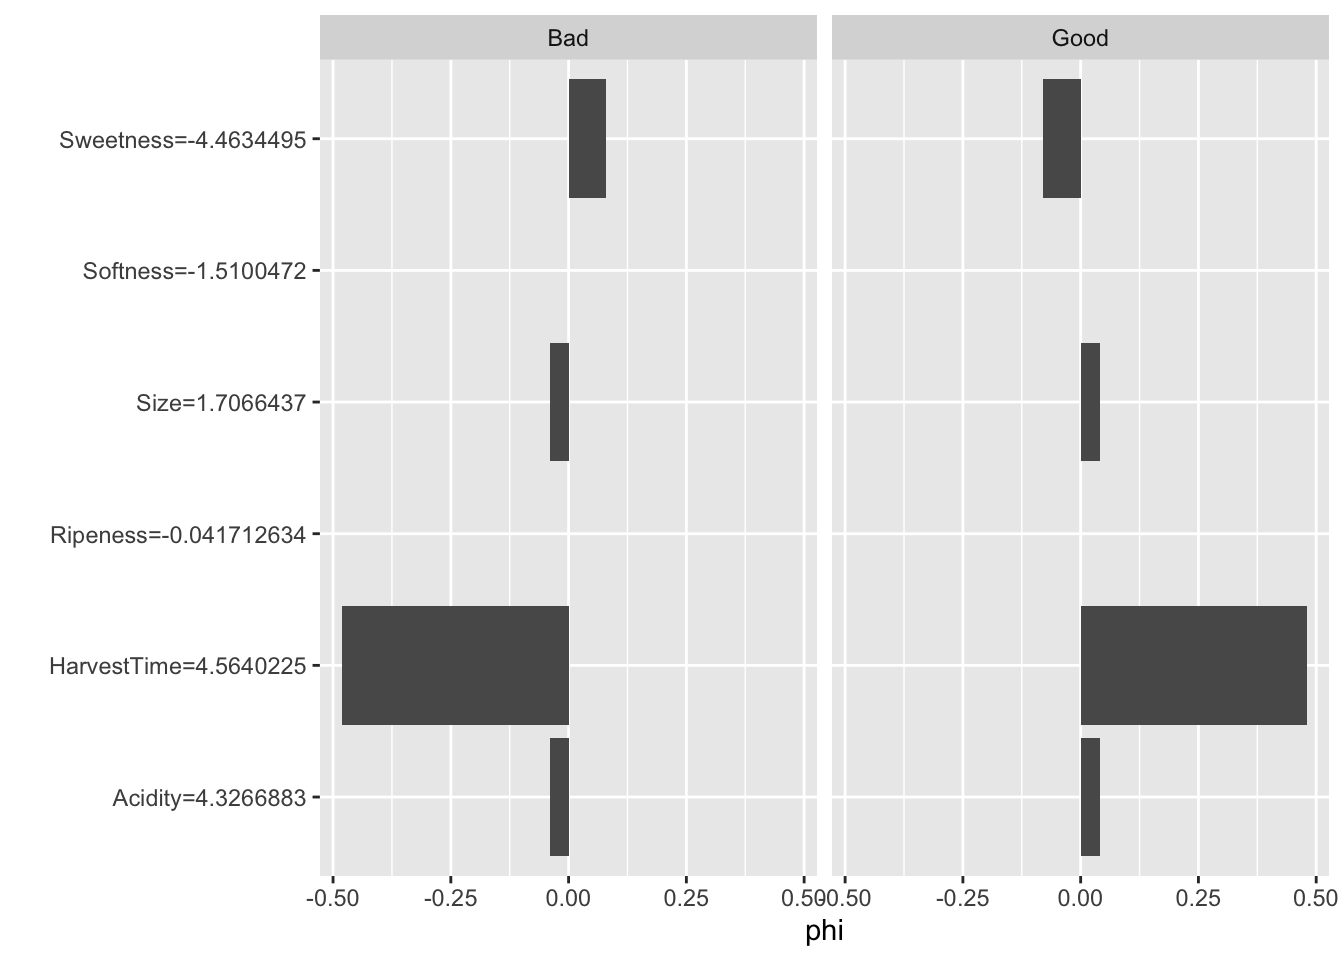 Bad
Good
Sweetness=-4.4634495
Softness=-1.5100472
Size=1.7066437
Ripeness=-0.041712634
HarvestTime=4.5640225
Acidity=4.3266883
-0.50 -0.25 0.00 0.25 0.50 -0.50 -0.25 0.00 0.25 0.50
phi